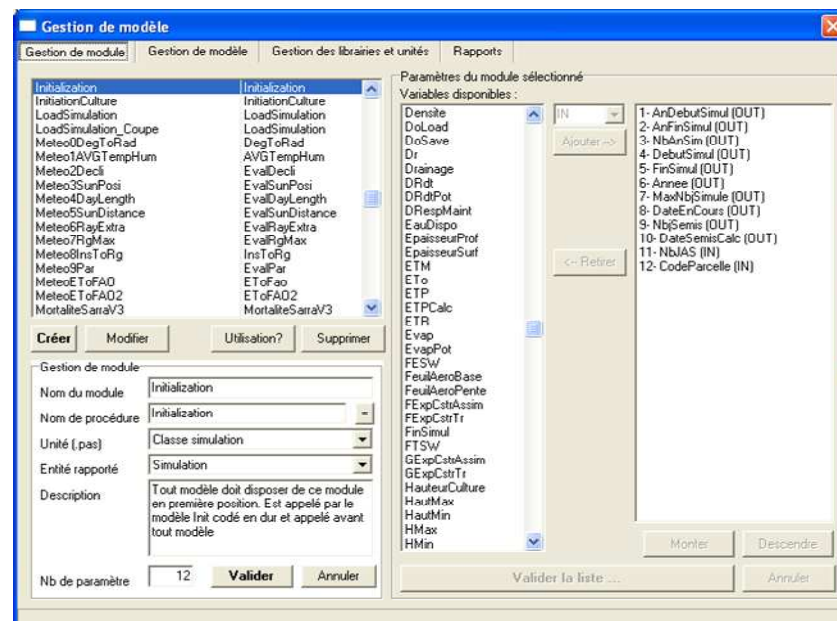 Gestion de modèle
Gestion de module Gestion de modèle Gestion des librairies et unités Rapports
Initialization Initialization
InitiationCulture InitiationCulture
LoadSimulation LoadSimulation
LoadSimulation_Coupe LoadSimulation
Meteo0DegToRad DegToRad
Meteo1AVGTempHum AVGTempHum
Meteo2Decli EvalDecli
Meteo3SunPosi EvalSunPosi
Meteo4DayLength EvalDayLength
Meteo5SunDistance EvalSunDistance
Meteo6RayExtra EvalRayExtra
Meteo7RgMax EvalRgMax
Meteo8InsToRg InsToRg
Meteo9Par EvalPar
MeteoEToFAO EToFao
MeteoEToFAO2 EToFAO2
MortaliteSarraV3 MortaliteSarraV3
Créer Modifier Utilisation? Supprimer
Gestion de module
Nom du module Initialization
Nom de procédure Initialization -
Unité (.pas) Classe simulation
Entité rapporté Simulation
Description Tout modèle doit disposer de ce module
en première position. Est appelé par le
modèle Init codé en dur et appelé avant
tout modèle
Nb de paramètre 12 Valider Annuler
Paramètres du module sélectionné
Variables disponibles :
Densite
DoLoad
DoSave
Dr
Drainage
DRdt
DRdtPot
DRespMaint
EauDispo
EpaisseurProf
EpaisseurSurf
ETM
ETo
ETP
ETPCalc
ETR
Evap
EvapPot
FESW
FeuilAeroBase
FeuilAeroPente
FExpCstrAssim
FExpCstrTr
FinSimul
FTSW
GExpCstrAssim
GExpCstrTr
HauteurCulture
HautMax
HautMin
HMax
HMin
IN
Ajouter-->
<-- Retirer
1- AnDebutSimul (OUT)
2- AnFinSimul (OUT)
3- NbAnSim (OUT)
4- DebutSimul (OUT)
5- FinSimul (OUT)
6- Annee (OUT)
7- MaxNbjSimule (OUT)
8- DateEnCours (OUT)
9- NbjSemis (OUT)
10- DateSemisCalc (OUT)
11- NbJAS (IN)
12- CodeParcelle (IN)
Monter Descendre
Valider la liste ... Annuler